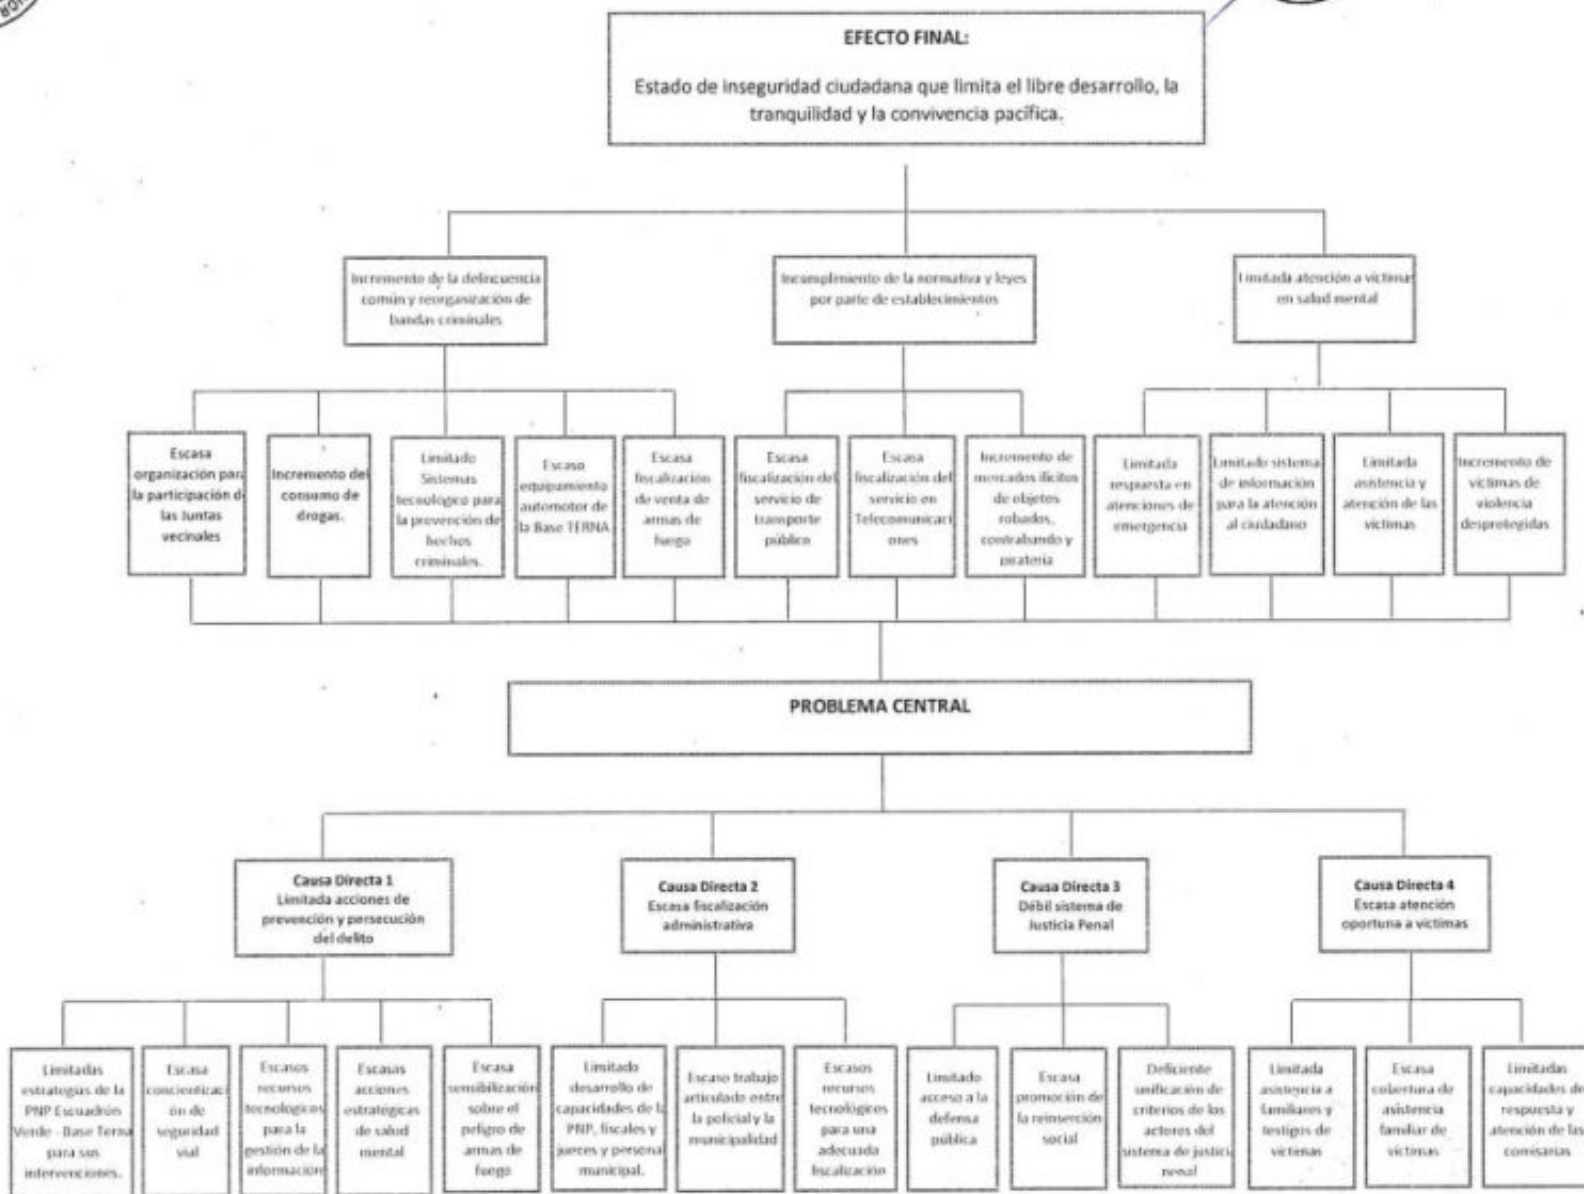 EFECTO FINAL:
Estado de inseguridad ciudadana que limita el libre desarrollo, la
tranquilidad y la convivencia pacífica.
Incremento de la delincuencia
común y reorganización de
bandas criminales
Incumplimiento de la normativa y leyes
por parte de establecimientos
Limitada atención a víctimas
en salud mental
Escasa
organización para
la participación d
las Juntas
vecinales
Incremento del
consumo de
drogas.
Limitado
Sistemas
tecnológico para
la prevención de
hechos
criminales.
Escaso
equipamiento
automotor de
la Base TERNA
Escasa
fiscalización
de venta de
armas de
fuego
Escasa
fiscalización del
servicio de
transporte
público
Escasa
fiscalización del
servicio en
Telecomunicaci
ones
Incremento de
mercados ilícitos
de objetos
robados,
contrabando y
piratería
Limitada
respuesta en
atenciones de
emergencia
Limitado sistema
de información
para la atención
al ciudadano
Limitada
asistencia y
atención de las
víctimas
Incremento de
víctimas de
violencia
desprotegidas
PROBLEMA CENTRAL
Causa Directa 1
Limitada acciones de
prevención y persecución
del delito
Causa Directa 2
Escasa fiscalización
administrativa
Causa Directa 3
Débil sistema de
Justicia Penal
Causa Directa 4
Escasa atención
oportuna a victimas
Limitadas
estrategias de la
PNP Escuadrón
Verde - Base Terna
para sus
intervenciones.
Escasa
concientizaci
ón de
seguridad
vial
Escasos
recursos
tecnologicos
para la
gestión de la
informacion
Escasas
acciones
estratégicas
de salud
mental
Escasa
sensibilización
sobre el
peligro de
armas de
fuego
Limitado
desarrollo de
capacidades de la
PNP, fiscales y
jueces y personal
municipal.
Escaso trabajo
articulado entre
la policial y la
municipalidad
Escasos
recursos
tecnológicos
para una
adecuada
fiscalización
Limitado
acceso a la
defensa
pública
Escasa
promoción de
la reinserción
social
Deficiente
unificación de
criterios de los
actores del
sistema de justicia
penal
Limitada
asistencia a
familiares y
testigos de
víctimas
Escasa
cobertura de
asistencia
familiar de
víctimas
Limitadas
capacidades de
respuesta y
atención de las
comisarias